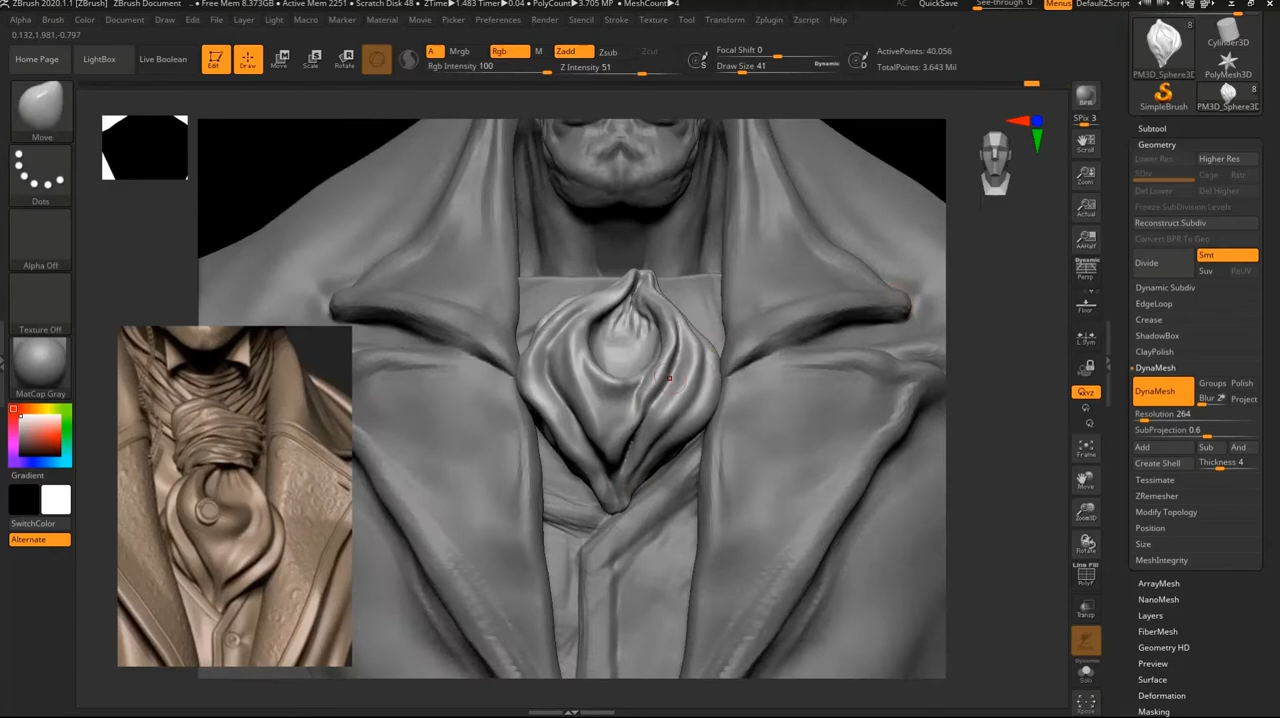 ZBrush 2020.1.1 [ZBrush] ZBrush Document • Free Mem 8.373GB • Active Mem 2251 • Scratch Disk 48 • ZTime▶1.483 Timer▶0.04 • PolyCount▶3.705 MP • MeshCount▶4 AC QuickSave See-through 0 Menus DefaultZScript
Alpha Brush Color Document Draw Edit File Layer Light Macro Marker Material Movie Picker Preferences Render Stencil Stroke Texture Tool Transform Zplugin Zscript Help
0.132,1.981,-0.797
Home Page LightBox Live Boolean Edit Draw Move Scale Rotate
A Mrgb Rgb M Zadd Zsub Zcut
Rgb Intensity 100 Z Intensity 51
Focal Shift 0
Draw Size 41 Dynamic
S D
ActivePoints: 40,056
TotalPoints: 3.643 Mil
Move
Dots
Alpha Off
Texture Off
MatCap Gray
Gradient
SwitchColor
Alternate
BPR
SPix 3
Scroll
Zoom
Actual
AAHalf
Dynamic
Persp
Floor
L.Sym
XYZ
Frame
Move
Zoom3D
Rotate
Line Fill
PolyF
Transp
Dynamic
Solo
Xpose
8
PM3D_Sphere3D
Cylinder3D
PolyMesh3D
SimpleBrush
8
PM3D_Sphere3D
Subtool
Geometry
Lower Res Higher Res
SDiv Cage Rstr
Del Lower Del Higher
Freeze SubDivision Levels
Reconstruct Subdiv
Convert BPR To Geo
Divide Smt
Suv ReUV
Dynamic Subdiv
EdgeLoop
Crease
ShadowBox
ClayPolish
DynaMesh
DynaMesh Groups Polish
Blur 2 Project
Resolution 264
SubProjection 0.6
Add Sub And
Create Shell Thickness 4
Tessimate
ZRemesher
Modify Topology
Position
Size
MeshIntegrity
ArrayMesh
NanoMesh
Layers
FiberMesh
Geometry HD
Preview
Surface
Deformation
Masking